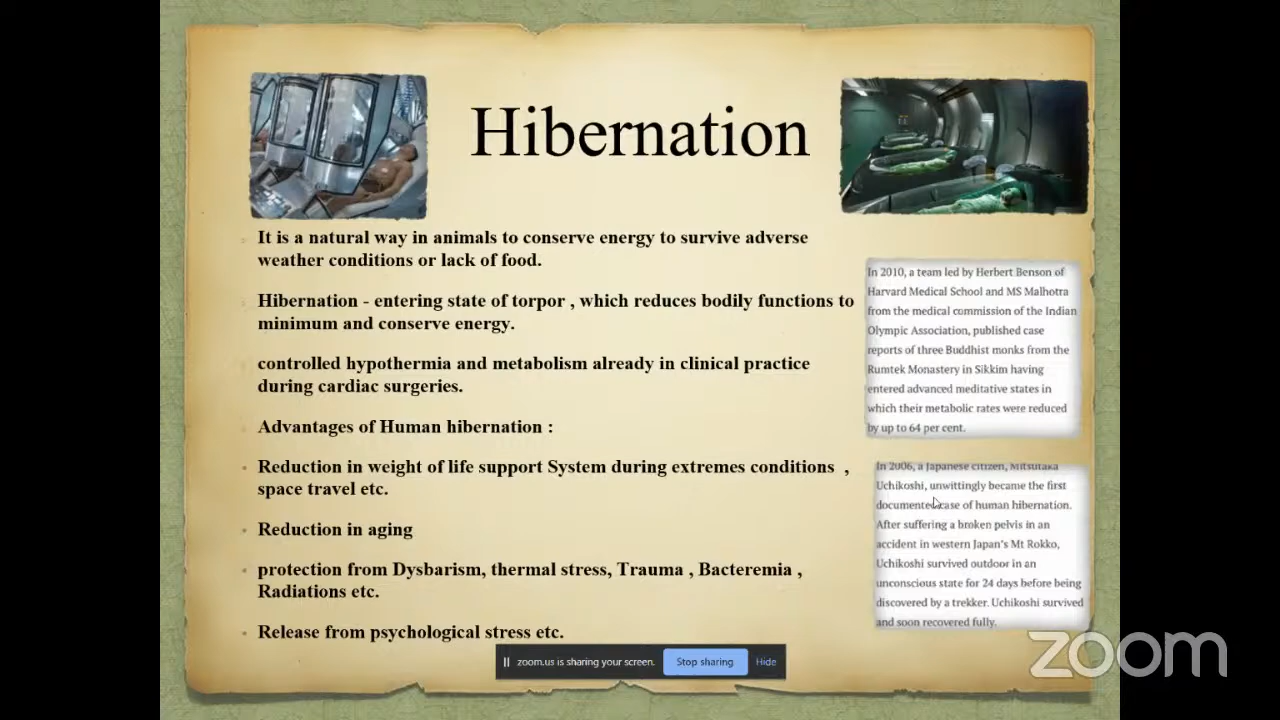 Hibernation
It is a natural way in animals to conserve energy to survive adverse
weather conditions or lack of food.
Hibernation - entering state of torpor , which reduces bodily functions to
minimum and conserve energy.
controlled hypothermia and metabolism already in clinical practice
during cardiac surgeries.
Advantages of Human hibernation :
Reduction in weight of life support System during extremes conditions ,
space travel etc.
Reduction in aging
protection from Dysbarism, thermal stress, Trauma , Bacteremia ,
Radiations etc.
Release from psychological stress etc.
In 2010, a team led by Herbert Benson of
Harvard Medical School and MS Malhotra
from the medical commission of the Indian
Olympic Association, published case
reports of three Buddhist monks from the
Rumtek Monastery in Sikkim having
entered advanced meditative states in
which their metabolic rates were reduced
by up to 64 per cent.
In 2006, a Japanese citizen, Mitsutaka
Uchikoshi, unwittingly became the first
documented case of human hibernation.
After suffering a broken pelvis in an
accident in western Japan's Mt Rokko,
Uchikoshi survived outdoor in an
unconscious state for 24 days before being
discovered by a trekker. Uchikoshi survived
and soon recovered fully.
zoom.us is sharing your screen. Stop sharing Hide
zoom